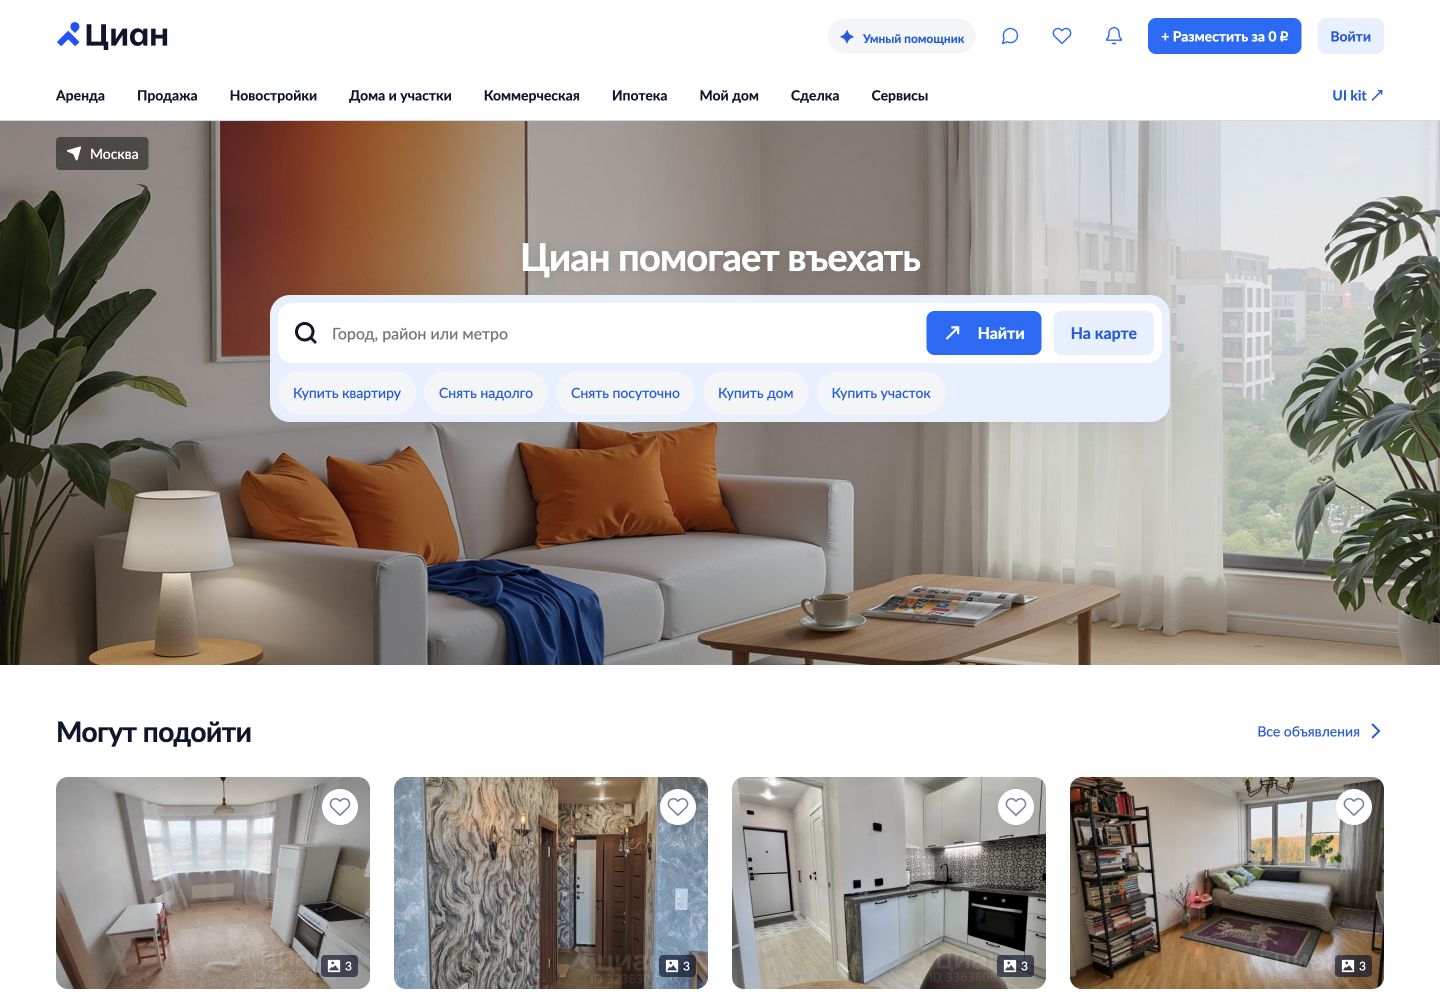 Циан
Умный помощник
+ Разместить за 0 ₽
Войти
Аренда
Продажа
Новостройки
Дома и участки
Коммерческая
Ипотека
Мой дом
Сделка
Сервисы
UI kit
Москва
Циан помогает въехать
Город, район или метро
Найти
На карте
Купить квартиру
Снять надолго
Снять посуточно
Купить дом
Купить участок
Могут подойти
Все объявления
3
3
3
3